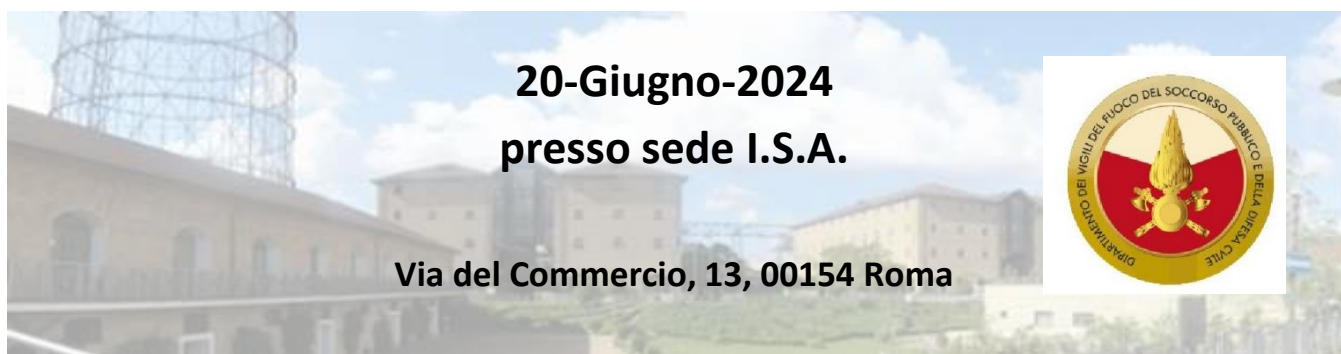 20-Giugno-2024
presso sede I.S.A.
Via del Commercio, 13, 00154 Roma
DIPARTIMENTO DEI VIGILI DEL FUOCO DEL SOCCORSO PUBBLICO E DELLA DIFESA CIVILE